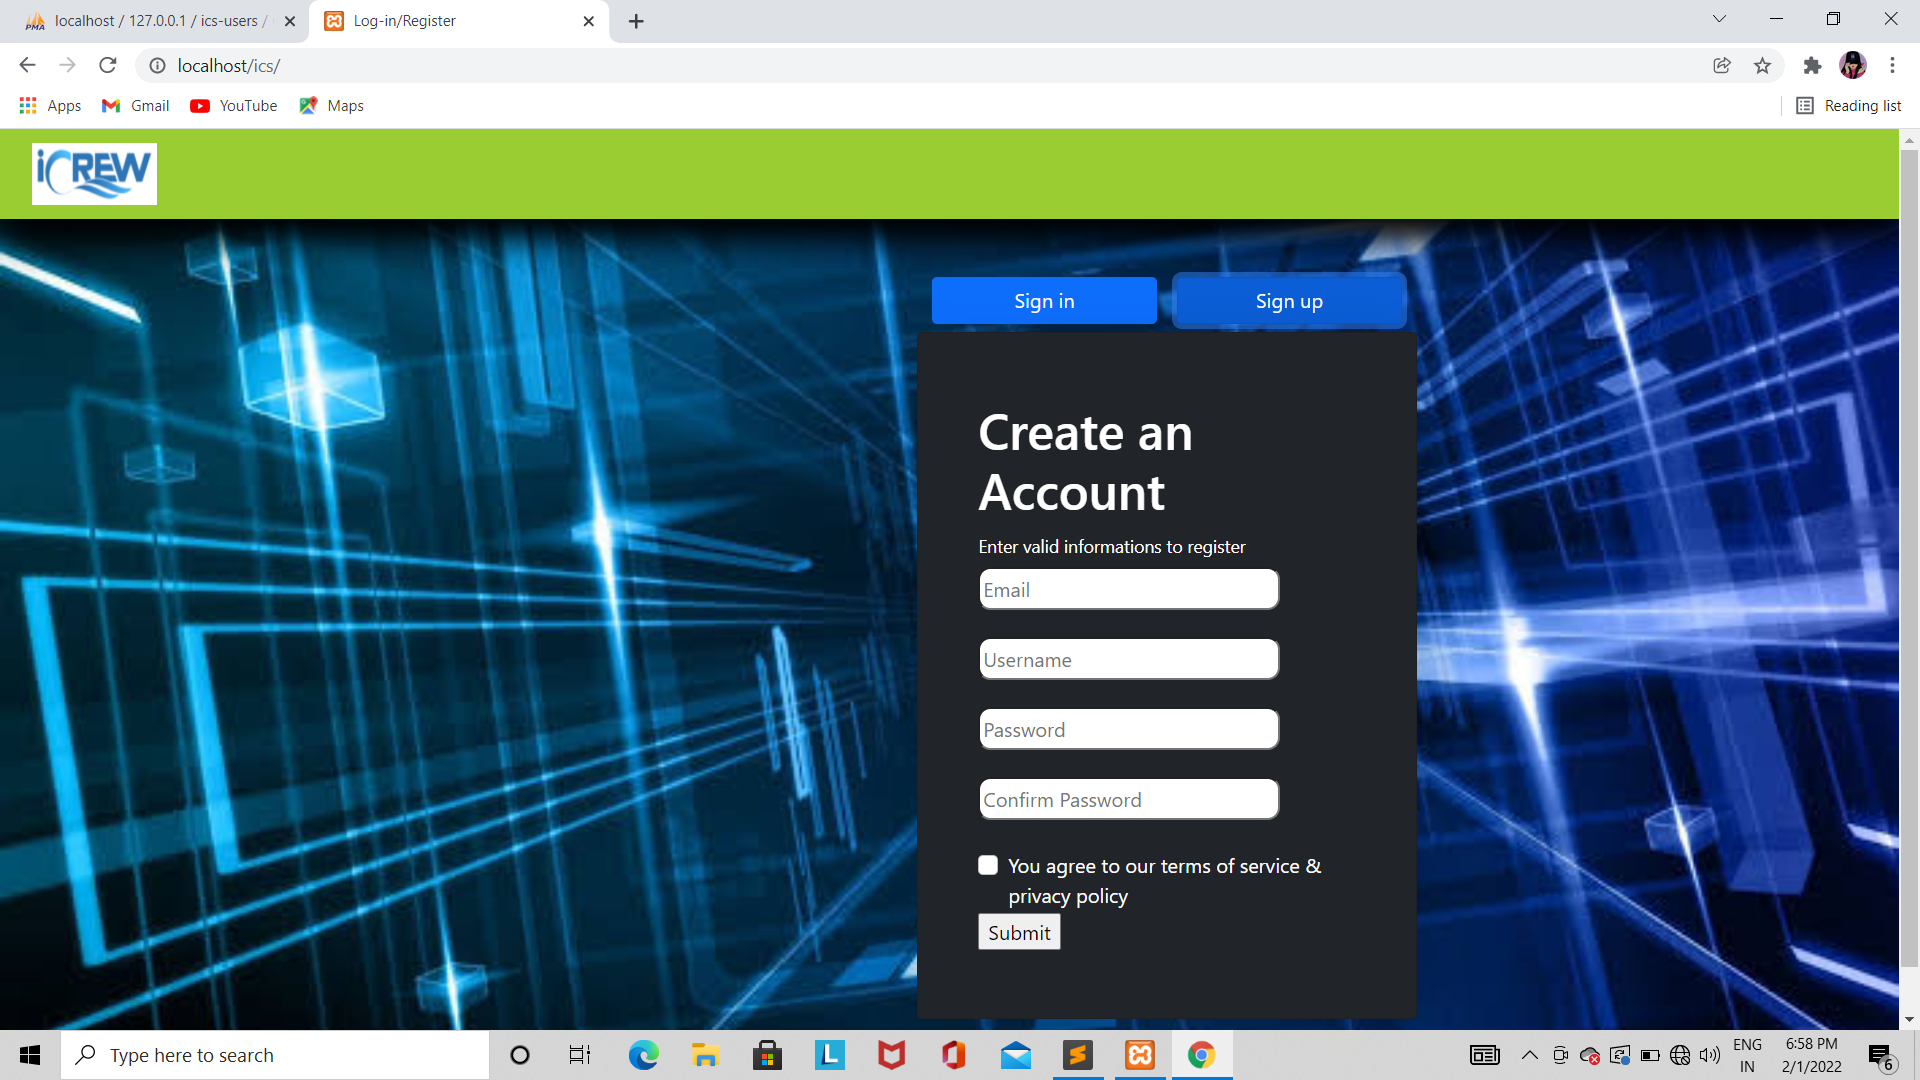 localhost / 127.0.0.1 / ics-users /
Log-in/Register
localhost/ics/
Apps
Gmail
YouTube
Maps
Reading list
iCREW
Sign in
Sign up
Create an
Account
Enter valid informations to register
Email
Username
Password
Confirm Password
You agree to our terms of service &
privacy policy
Submit
Type here to search
ENG
IN
6:58 PM
2/1/2022
6